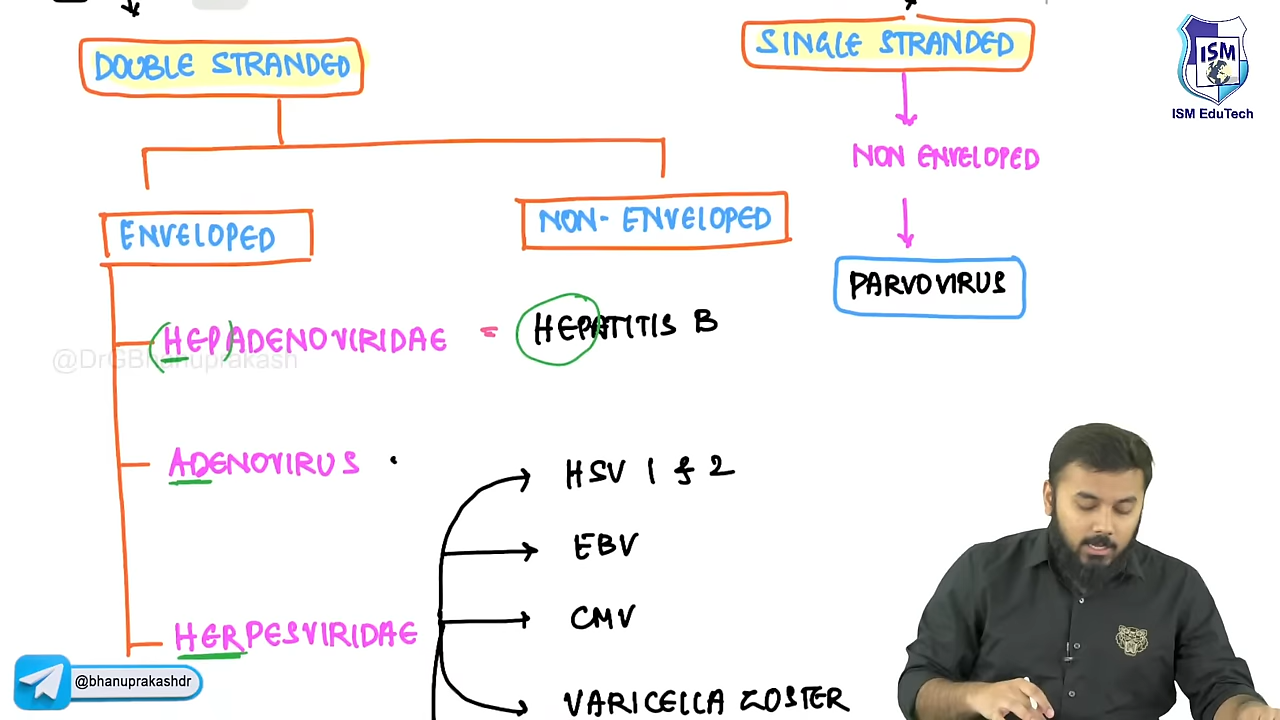 DOUBLE STRANDED
SINGLE STRANDED
ISM
ISM EduTech
NON ENVELOPED
ENVELOPED
NON-ENVELOPED
PARVOVIRUS
HEPADENOVIRIDAE = HEPATITIS B
@DrGBhanuprakash
ADENOVIRUS
HSV 1 & 2
EBV
CMV
HERPESVIRIDAE
@bhanuprakashdr
VARICELLA ZOSTER